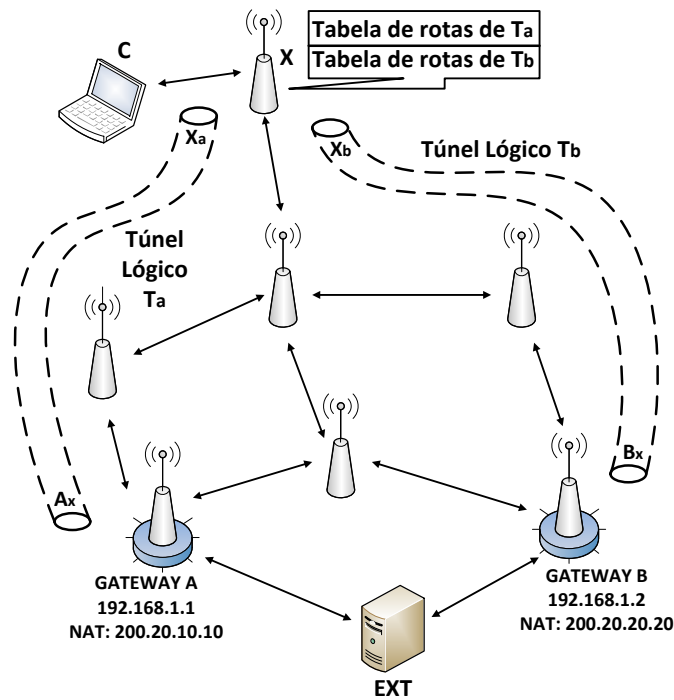 Tabela de rotas de Ta
Tabela de rotas de Tb
C
X
Xa
Xb
Túnel Lógico Tb
Túnel
Lógico
Ta
Ax
Bx
GATEWAY A
192.168.1.1
NAT: 200.20.10.10
GATEWAY B
192.168.1.2
NAT: 200.20.20.20
EXT